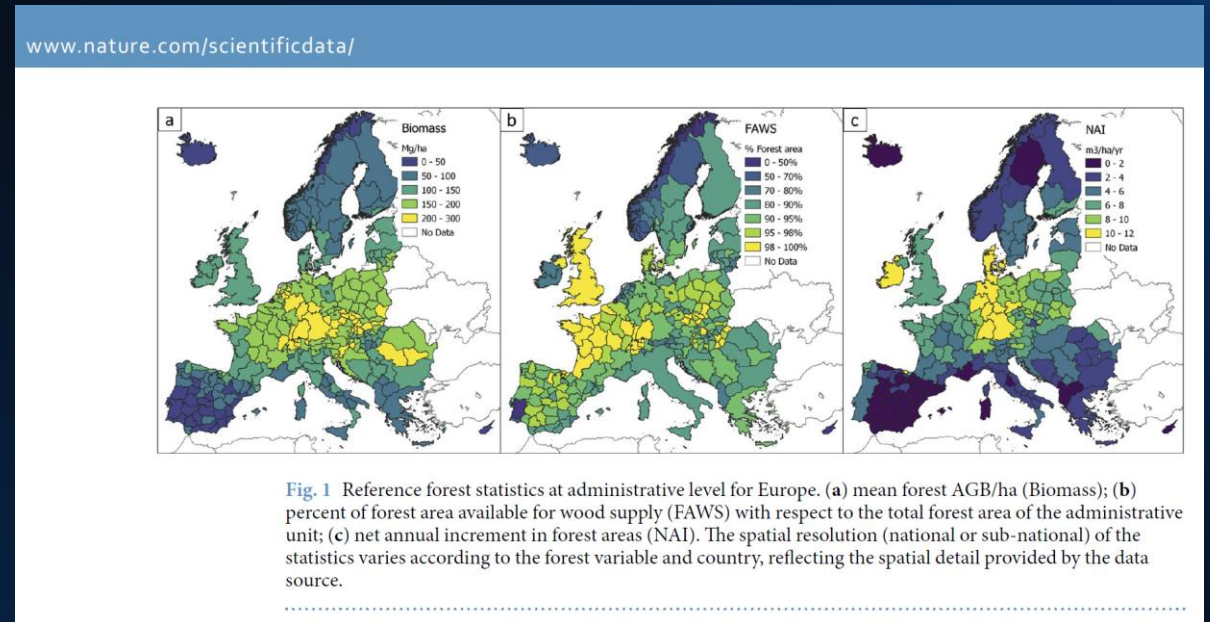 www.nature.com/scientificdata/
a
Biomass
Mg/ha
0 - 50
50 - 100
100 - 150
150 - 200
200 - 300
No Data
b
FAWS
% Forest area
0 - 50%
50 - 70%
70 - 80%
80 - 90%
90 - 95%
95 - 98%
98 - 100%
No Data
c
NAI
m3/ha/yr
0 - 2
2 - 4
4 - 6
6 - 8
8 - 10
10 - 12
No Data
Fig. 1 Reference forest statistics at administrative level for Europe. (a) mean forest AGB/ha (Biomass); (b)
percent of forest area available for wood supply (FAWS) with respect to the total forest area of the administrative
unit; (c) net annual increment in forest areas (NAI). The spatial resolution (national or sub-national) of the
statistics varies according to the forest variable and country, reflecting the spatial detail provided by the data
source.